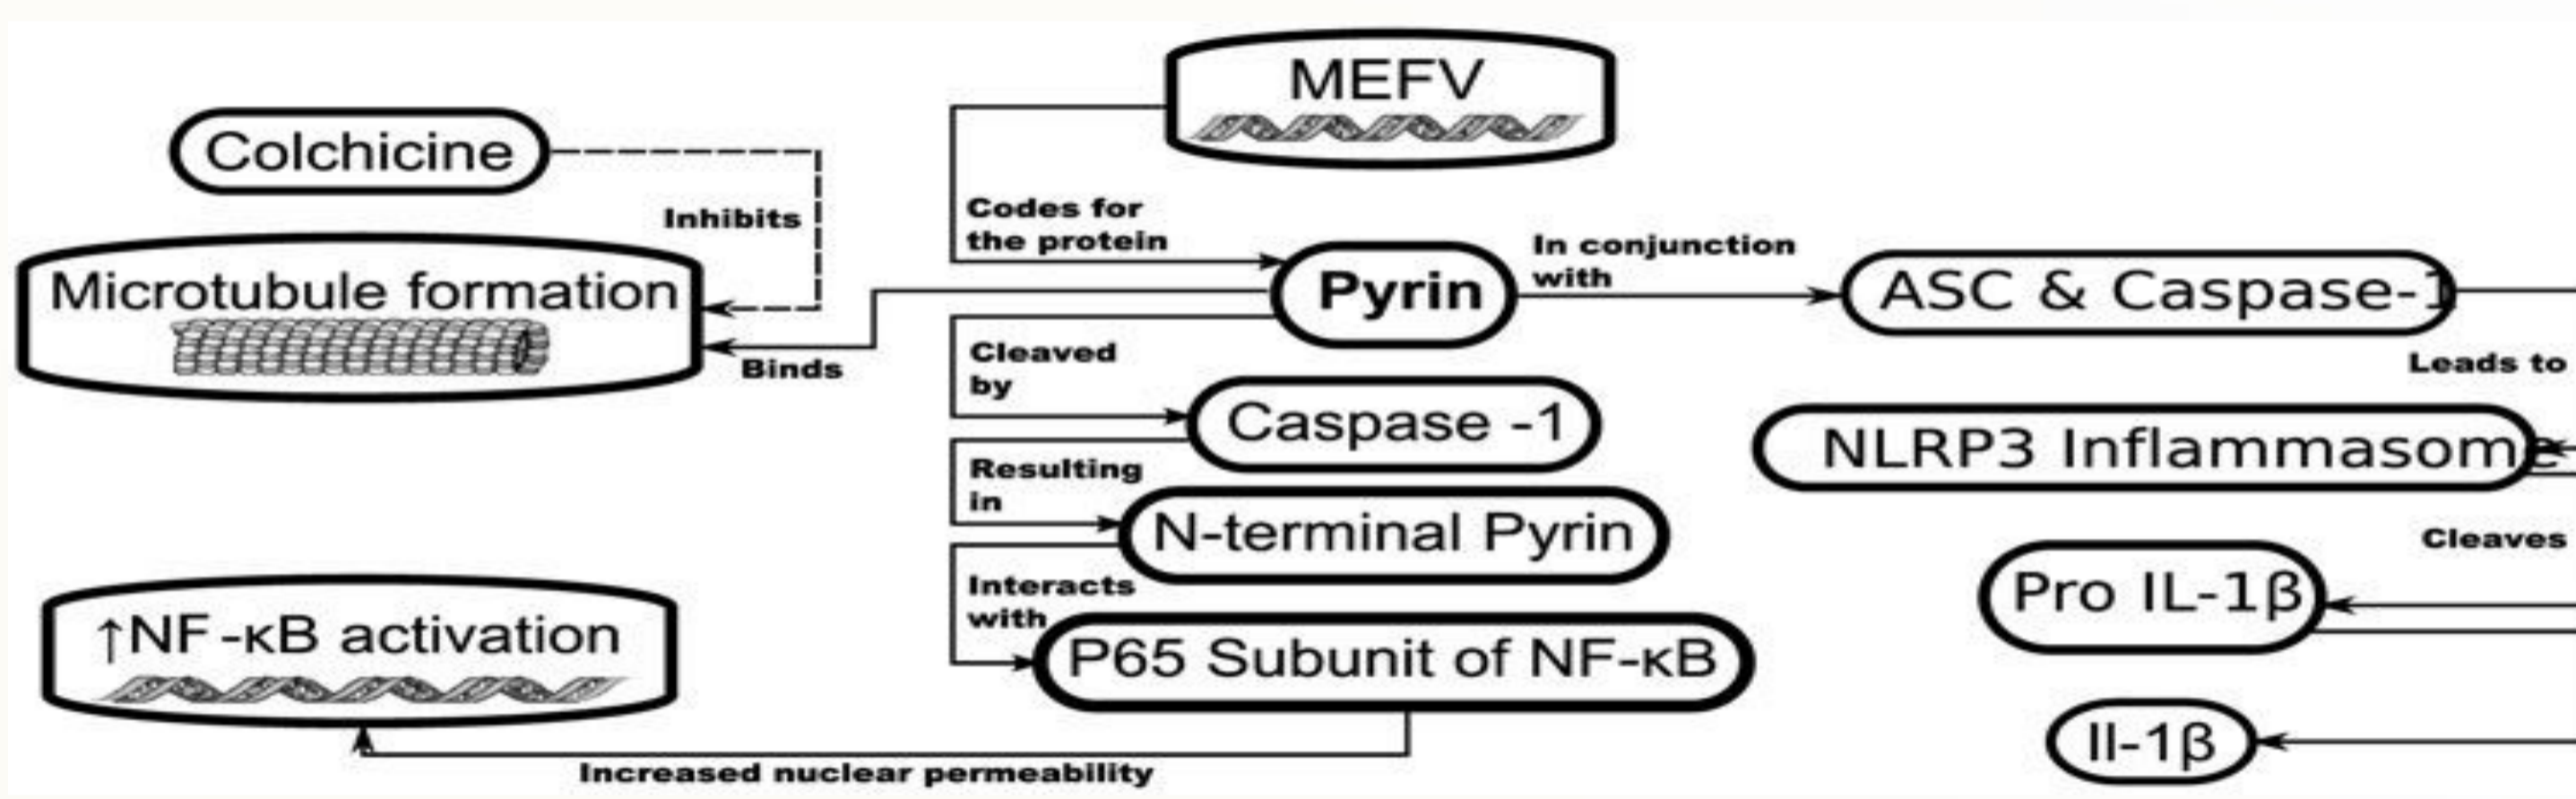 MEFV
Colchicine
Inhibits
Codes for
the protein
In conjunction
with
Microtubule formation
Pyrin
ASC & Caspase-1
Binds
Cleaved
by
Leads to
Caspase -1
NLRP3 Inflammasome
Resulting
in
N-terminal Pyrin
Cleaves
Interacts
with
Pro IL-1β
↑NF-κB activation
P65 Subunit of NF-κB
Il-1β
Increased nuclear permeability